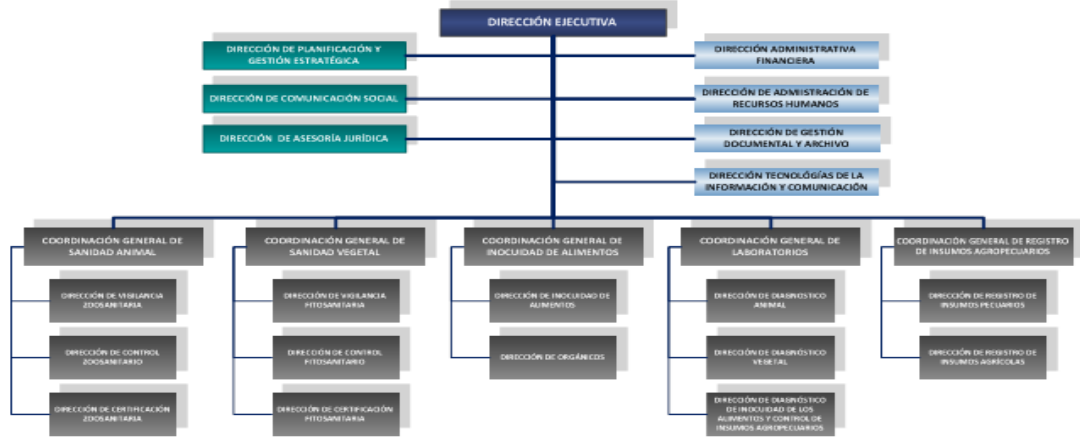 DIRECCIÓN EJECUTIVA
DIRECCIÓN DE PLANIFICACIÓN Y
GESTIÓN ESTRATÉGICA
DIRECCIÓN ADMINISTRATIVA
FINANCIERA
DIRECCIÓN DE COMUNICACIÓN SOCIAL
DIRECCIÓN DE ADMISTRACIÓN DE
RECURSOS HUMANOS
DIRECCIÓN DE ASESORÍA JURÍDICA
DIRECCIÓN DE GESTIÓN
DOCUMENTAL Y ARCHIVO
DIRECCIÓN TECNOLÓGÍAS DE LA
INFORMACIÓN Y COMUNICACIÓN
COORDINACIÓN GENERAL DE
SANIDAD ANIMAL
COORDINACIÓN GENERAL DE
SANIDAD VEGETAL
COORDINACIÓN GENERAL DE
INOCUIDAD DE ALIMENTOS
COORDINACIÓN GENERAL DE
LABORATORIOS
COORDINACIÓN GENERAL DE REGISTRO
DE INSUMOS AGROPECUARIOS
DIRECCIÓN DE VIGILANCIA
ZOOSANITARIA
DIRECCIÓN DE VIGILANCIA
FITOSANITARIA
DIRECCIÓN DE INOCUIDAD DE
ALIMENTOS
DIRECCIÓN DE DIAGNOSTICO
ANIMAL
DIRECCIÓN DE REGISTRO DE
INSUMOS PECUARIOS
DIRECCIÓN DE CONTROL
ZOOSANITARIO
DIRECCIÓN DE CONTROL
FITOSANITARIO
DIRECCIÓN DE ORGÁNICOS
DIRECCIÓN DE DIAGNÓSTICO
VEGETAL
DIRECCIÓN DE REGISTRO DE
INSUMOS AGRÍCOLAS
DIRECCIÓN DE CERTIFICACIÓN
ZOOSANITARIA
DIRECCIÓN DE CERTIFICACIÓN
FITOSANITARIA
DIRECCIÓN DE DIAGNÓSTICO
DE INOCUIDAD DE LOS
ALIMENTOS Y CONTROL DE
INSUMOS AGROPECUARIOS